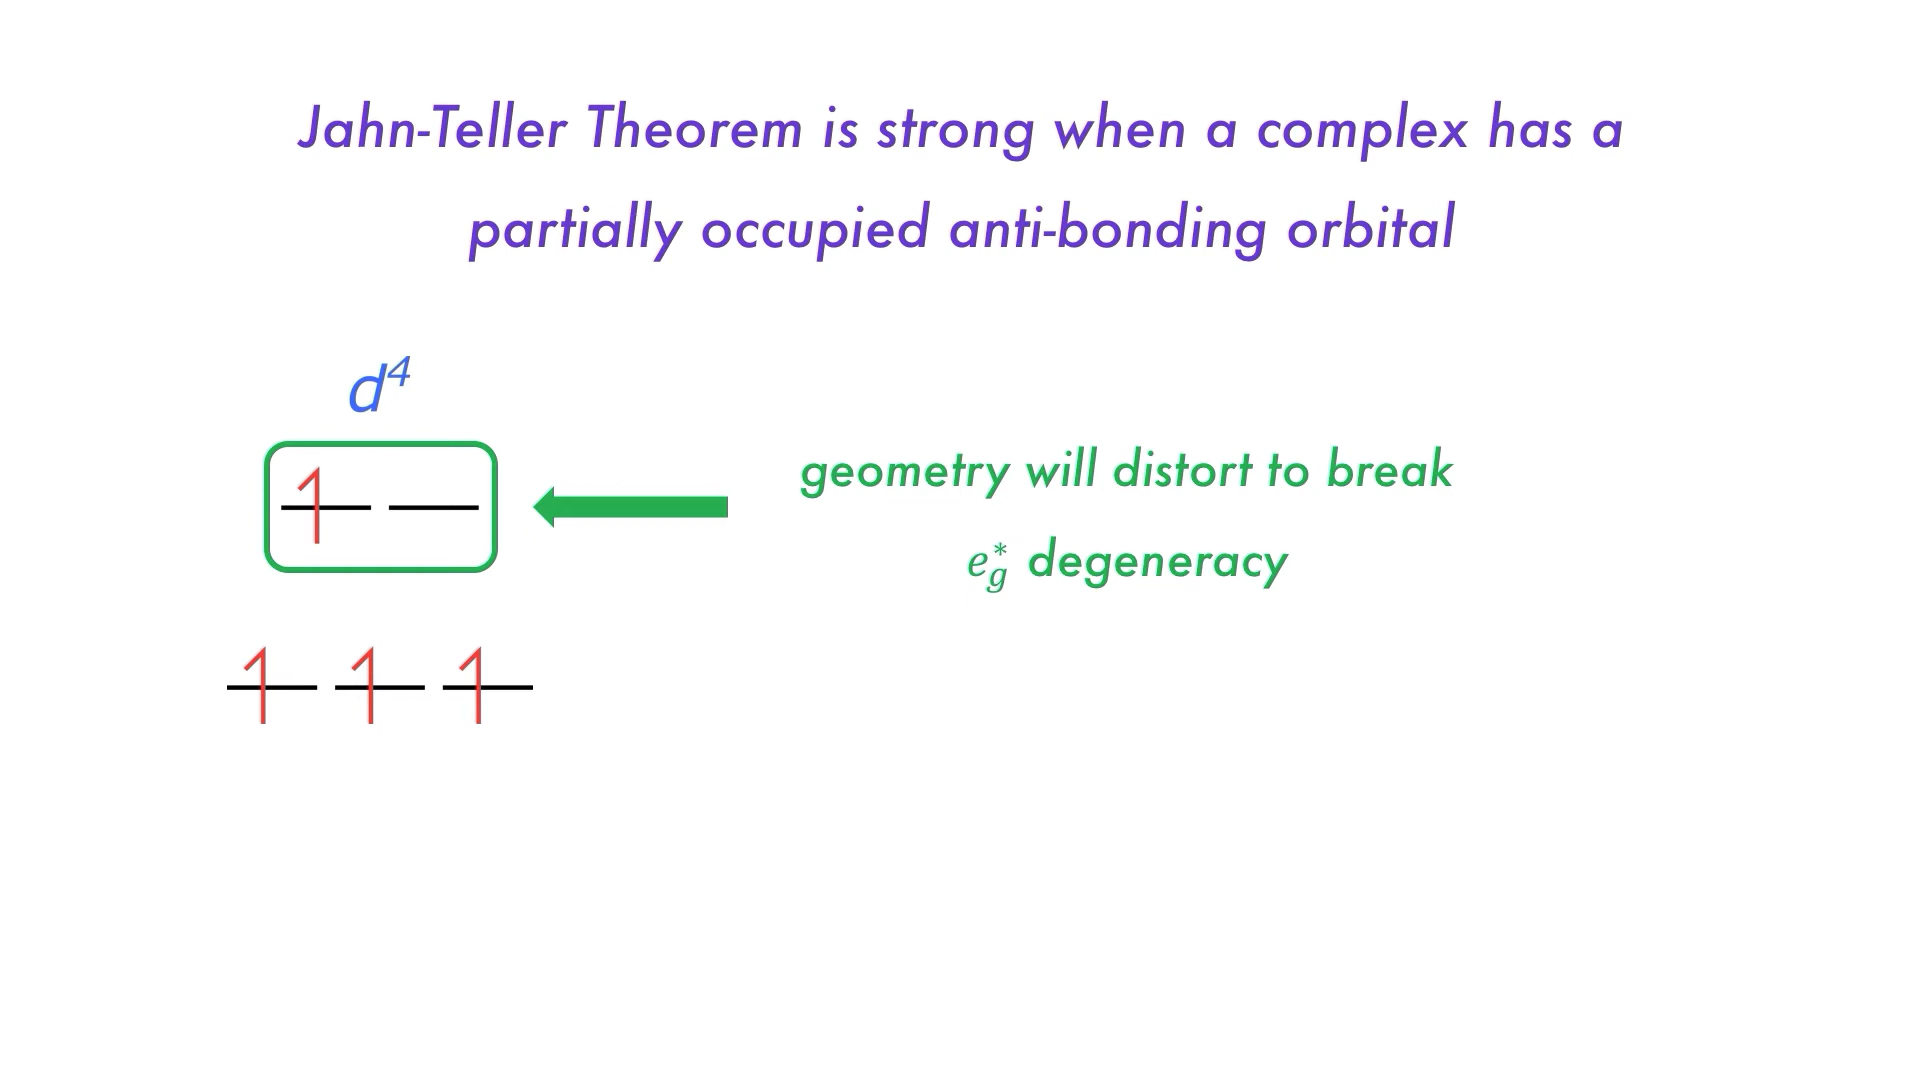 Jahn-Teller Theorem is strong when a complex has a
partially occupied anti-bonding orbital
d⁴
geometry will distort to break
e_g^* degeneracy